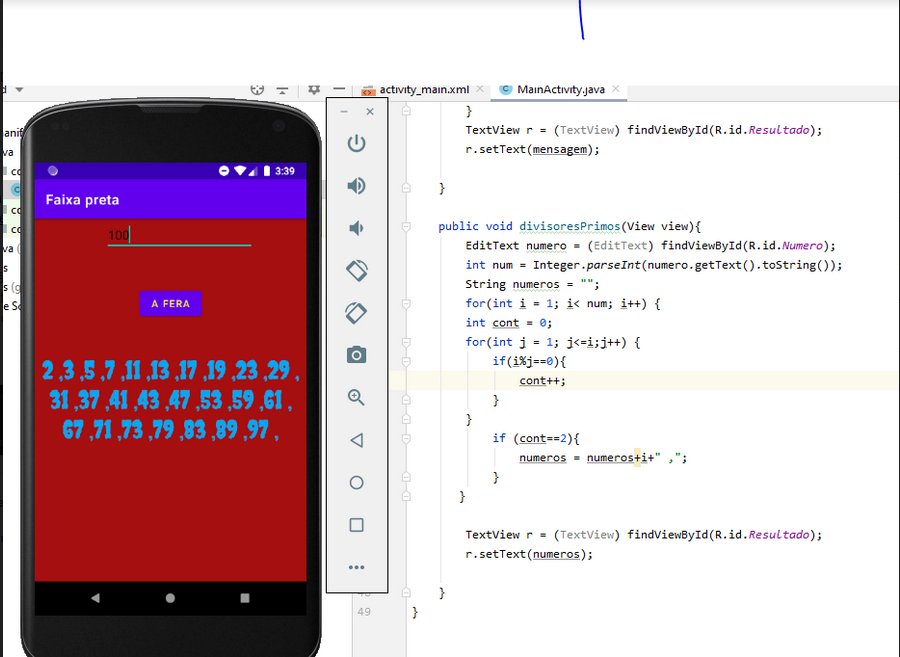 activity_main.xml
MainActivity.java
3:39
Faixa preta
100
A FERA
2 ,3 ,5 ,7 ,11 ,13 ,17 ,19 ,23 ,29 ,
31 ,37 ,41 ,43 ,47 ,53 ,59 ,61 ,
67 ,71 ,73 ,79 ,83 ,89 ,97 ,
}
TextView r = (TextView) findViewById(R.id.Resultado);
r.setText(mensagem);
}
public void divisoresPrimos(View view){
EditText numero = (EditText) findViewById(R.id.Numero);
int num = Integer.parseInt(numero.getText().toString());
String numeros = "";
for(int i = 1; i< num; i++) {
int cont = 0;
for(int j = 1; j<=i;j++) {
if(i%j==0){
cont++;
}
}
if (cont==2){
numeros = numeros+i+" ,";
}
}
TextView r = (TextView) findViewById(R.id.Resultado);
r.setText(numeros);
}
49
}